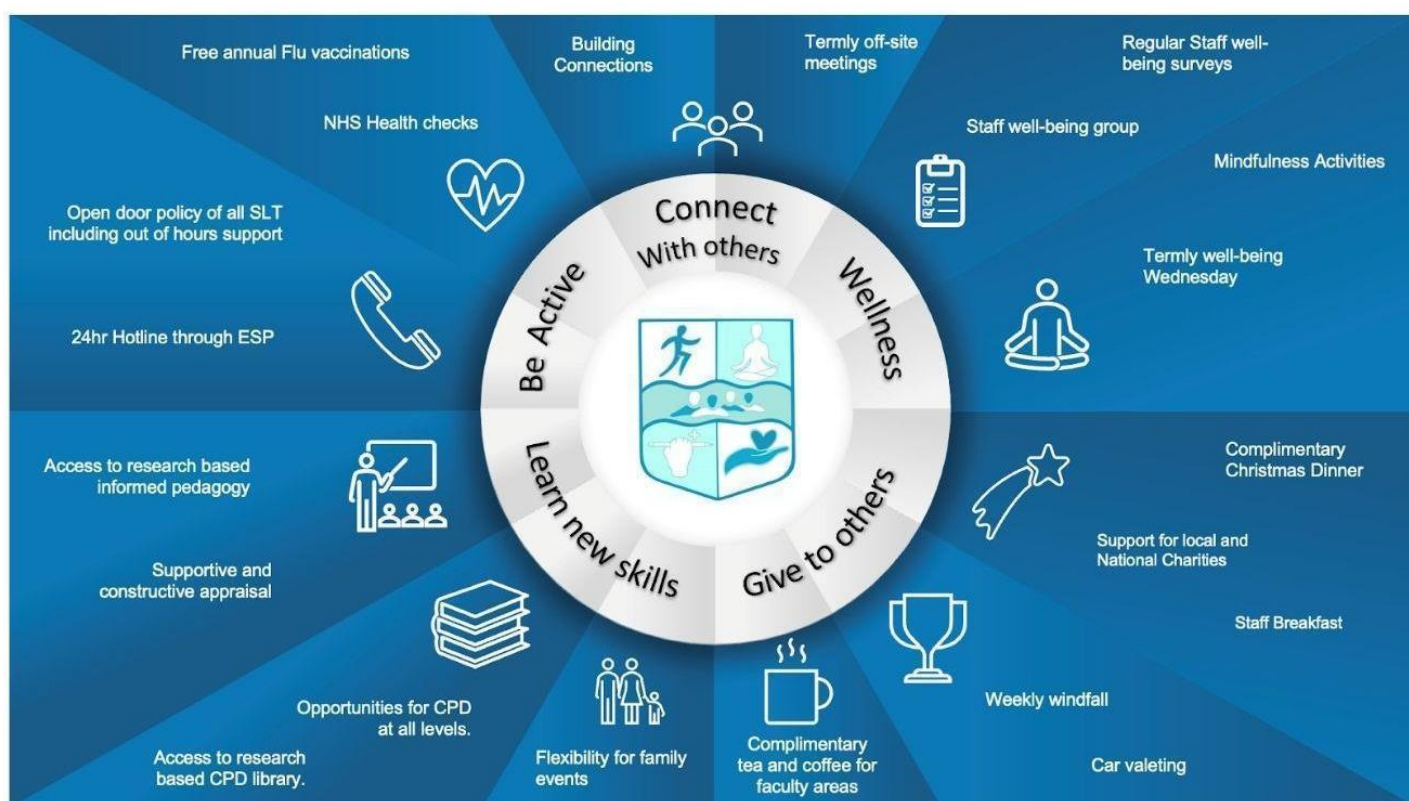 Free annual Flu vaccinations
Building
Connections
Termly off-site
meetings
Regular Staff well-
being surveys
NHS Health checks
Staff well-being group
Mindfulness Activities
Open door policy of all SLT
including out of hours support
Termly well-being
Wednesday
24hr Hotline through ESP
Connect
With others
Wellness
Be Active
Learn new skills
Give to others
Access to research based
informed pedagogy
Complimentary
Christmas Dinner
Supportive and
constructive appraisal
Support for local and
National Charities
Staff Breakfast
Opportunities for CPD
at all levels.
Weekly windfall
Access to research
based CPD library.
Flexibility for family
events
Complimentary
tea and coffee for
faculty areas
Car valeting